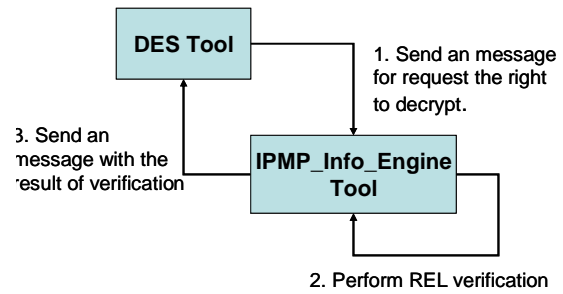 DES Tool
1. Send an message
for request the right
to decrypt.
3. Send an
message with the
result of verification
IPMP_Info_Engine
Tool
2. Perform REL verification